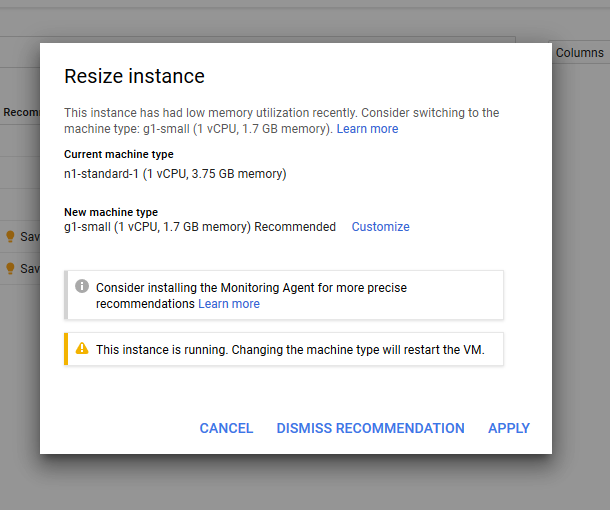 Columns
Resize instance
Recom
This instance has had low memory utilization recently. Consider switching to the
machine type: g1-small (1 vCPU, 1.7 GB memory). Learn more
Current machine type
n1-standard-1 (1 vCPU, 3.75 GB memory)
New machine type
g1-small (1 vCPU, 1.7 GB memory) Recommended Customize
Sav
Sav
Consider installing the Monitoring Agent for more precise
recommendations Learn more
This instance is running. Changing the machine type will restart the VM.
CANCEL DISMISS RECOMMENDATION APPLY